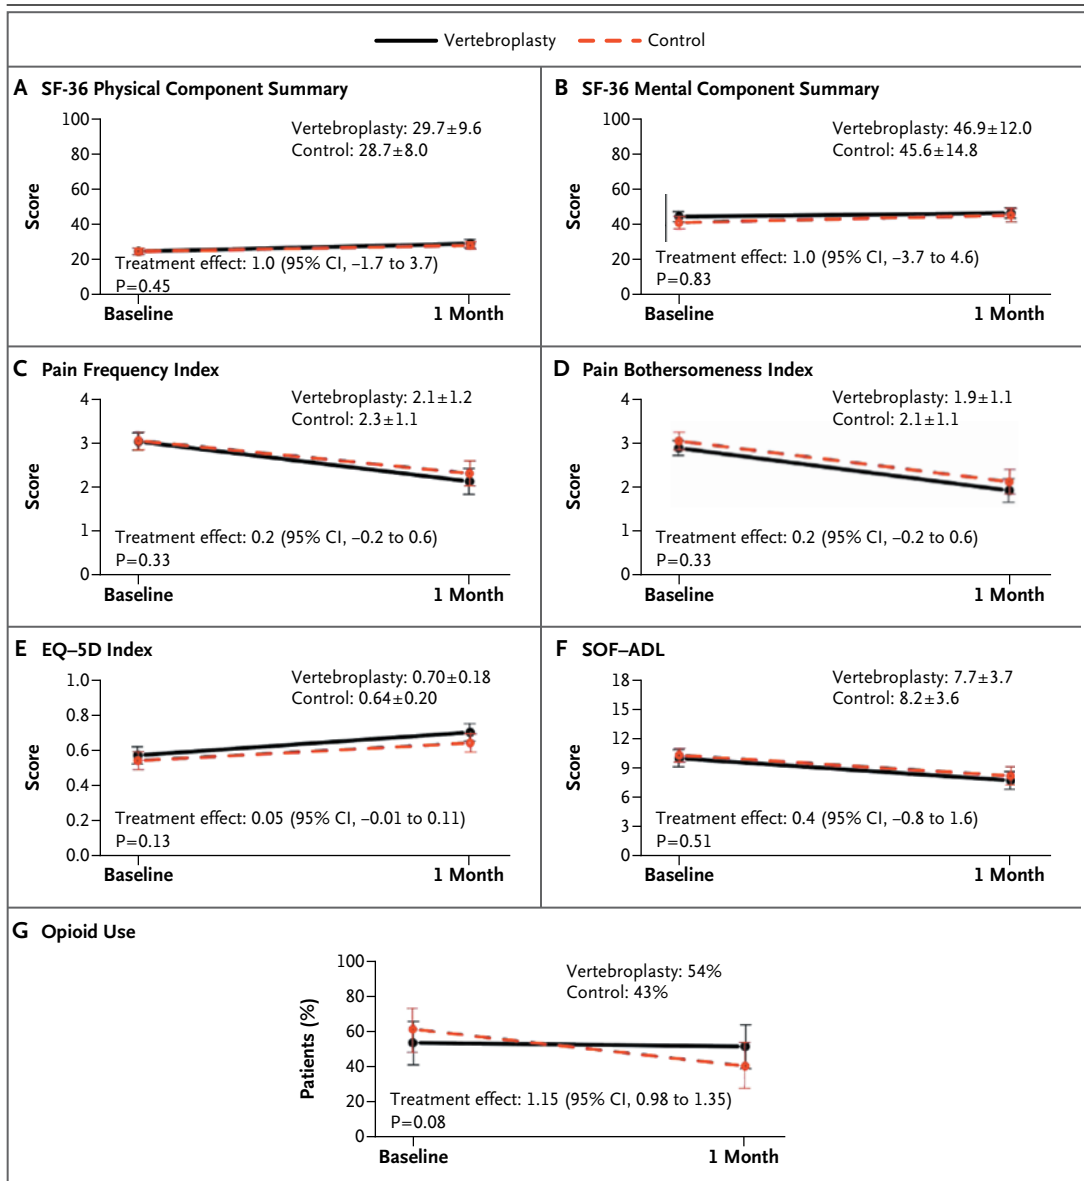 Vertebroplasty Control
A SF-36 Physical Component Summary
Vertebroplasty: 29.7±9.6
Control: 28.7±8.0
100
80
60
40
20
0
Score
Treatment effect: 1.0 (95% CI, –1.7 to 3.7)
P=0.45
Baseline 1 Month
B SF-36 Mental Component Summary
Vertebroplasty: 46.9±12.0
Control: 45.6±14.8
100
80
60
40
20
0
Score
Treatment effect: 1.0 (95% CI, –3.7 to 4.6)
P=0.83
Baseline 1 Month
C Pain Frequency Index
Vertebroplasty: 2.1±1.2
Control: 2.3±1.1
4
3
2
1
0
Score
Treatment effect: 0.2 (95% CI, –0.2 to 0.6)
P=0.33
Baseline 1 Month
D Pain Bothersomeness Index
Vertebroplasty: 1.9±1.1
Control: 2.1±1.1
4
3
2
1
0
Score
Treatment effect: 0.2 (95% CI, –0.2 to 0.6)
P=0.33
Baseline 1 Month
E EQ–5D Index
Vertebroplasty: 0.70±0.18
Control: 0.64±0.20
1.0
0.8
0.6
0.4
0.2
0.0
Score
Treatment effect: 0.05 (95% CI, –0.01 to 0.11)
P=0.13
Baseline 1 Month
F SOF–ADL
Vertebroplasty: 7.7±3.7
Control: 8.2±3.6
18
15
12
9
6
3
0
Score
Treatment effect: 0.4 (95% CI, –0.8 to 1.6)
P=0.51
Baseline 1 Month
G Opioid Use
Vertebroplasty: 54%
Control: 43%
100
80
60
40
20
0
Patients (%)
Treatment effect: 1.15 (95% CI, 0.98 to 1.35)
P=0.08
Baseline 1 Month